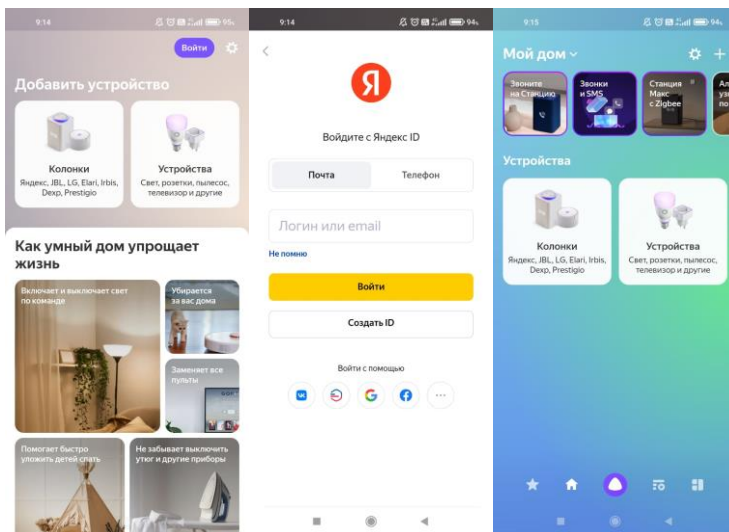 9:14
95%
Войти
Добавить устройство
Колонки
Яндекс, JBL, LG, Elari, Irbis,
Dexp, Prestigio
Устройства
Свет, розетки, пылесос,
телевизор и другие
Как умный дом упрощает
жизнь
Включает и выключает свет
по команде
Убирается
за вас дома
Заменяет все
пульты
Помогает быстро
уложить детей спать
Не забывает выключить
утюг и другие приборы
9:14
94%
Я
Войдите с Яндекс ID
Почта
Телефон
Логин или email
Не помню
Войти
Создать ID
Войти с помощью
9:15
94%
Мой дом
Звоните
на Станцию
Звонки
и SMS
Станция
Макс
с Zigbee
Устройства
Колонки
Яндекс, JBL, LG, Elari, Irbis,
Dexp, Prestigio
Устройства
Свет, розетки, пылесос,
телевизор и другие